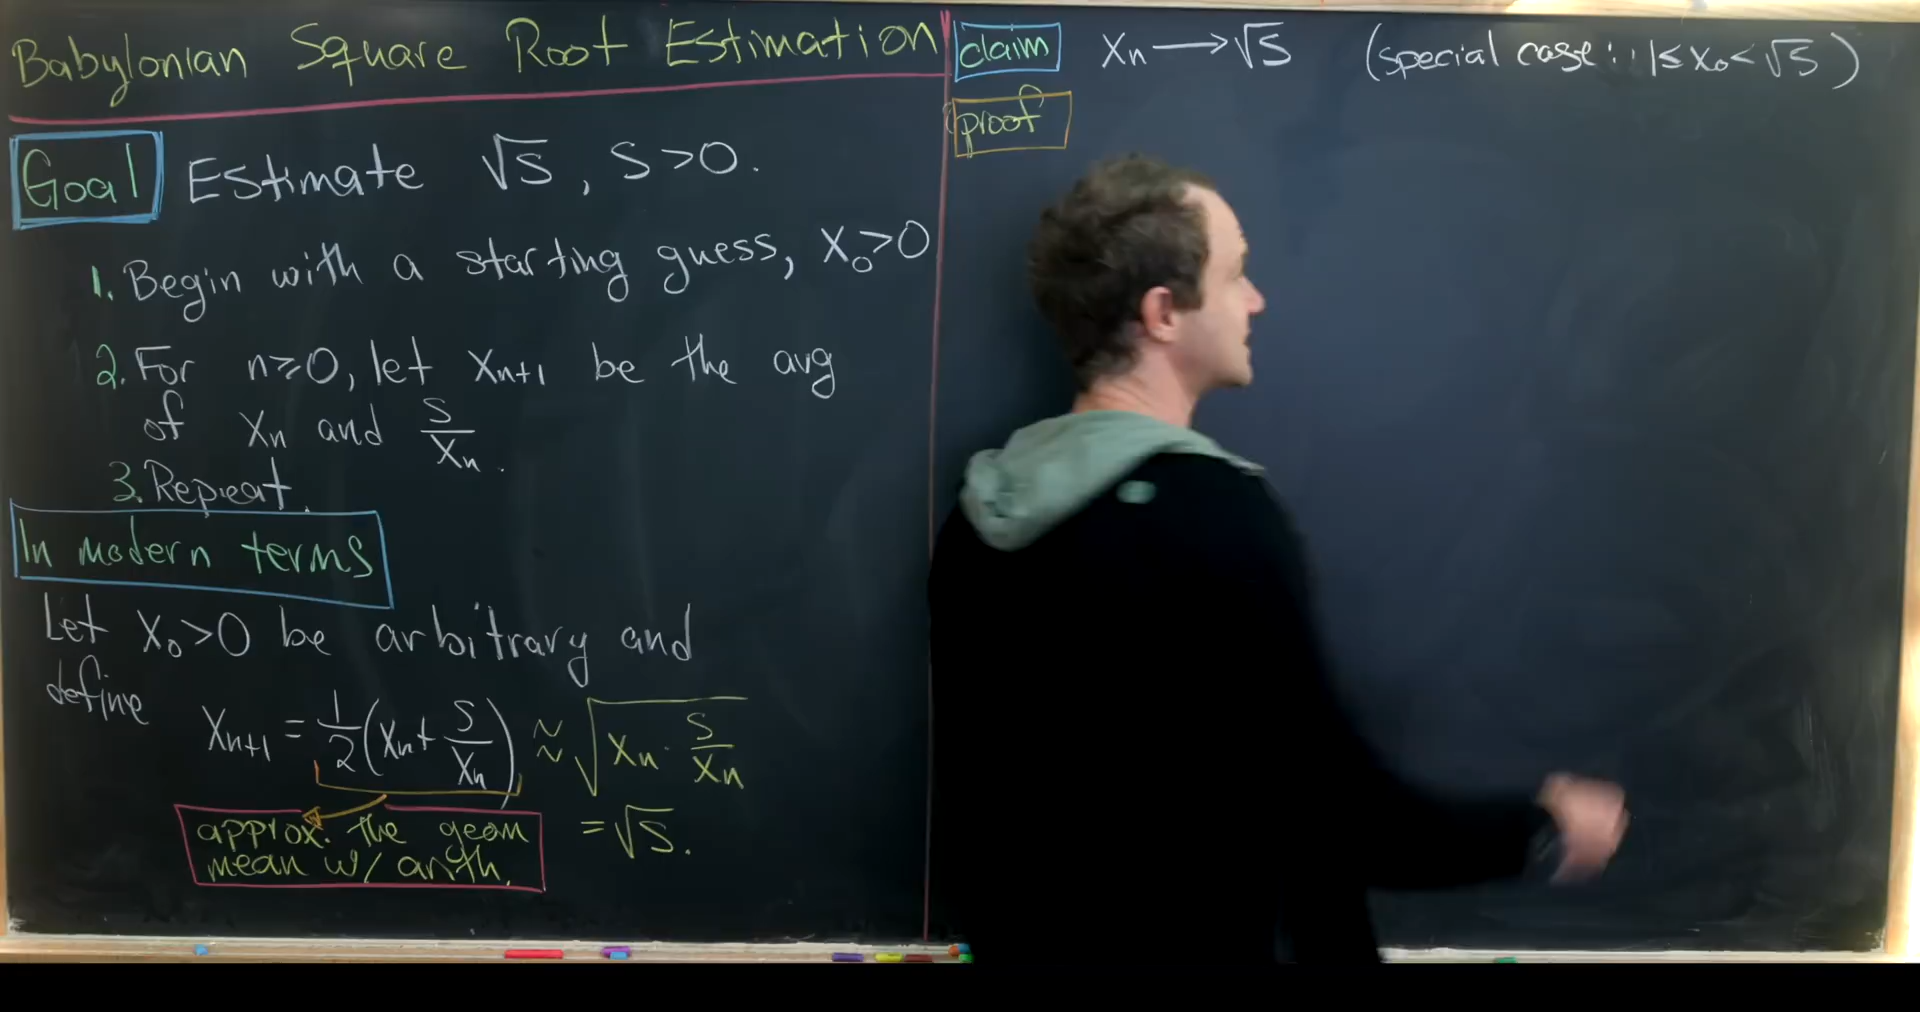 Babylonian Square Root Estimation
Goal Estimate √S, S>0.
1. Begin with a starting guess, X₀>0
2. For n≥0, let Xₙ₊₁ be the avg
of Xₙ and S/Xₙ.
3. Repeat.
In modern terms
Let X₀>0 be arbitrary and
define
Xₙ₊₁ = 1/2(Xₙ + S/Xₙ) ≈ √(Xₙ · S/Xₙ)
= √S.
approx. the geom
mean w/ arith.
claim Xₙ → √S (special case: 1≤X₀<√S)
proof